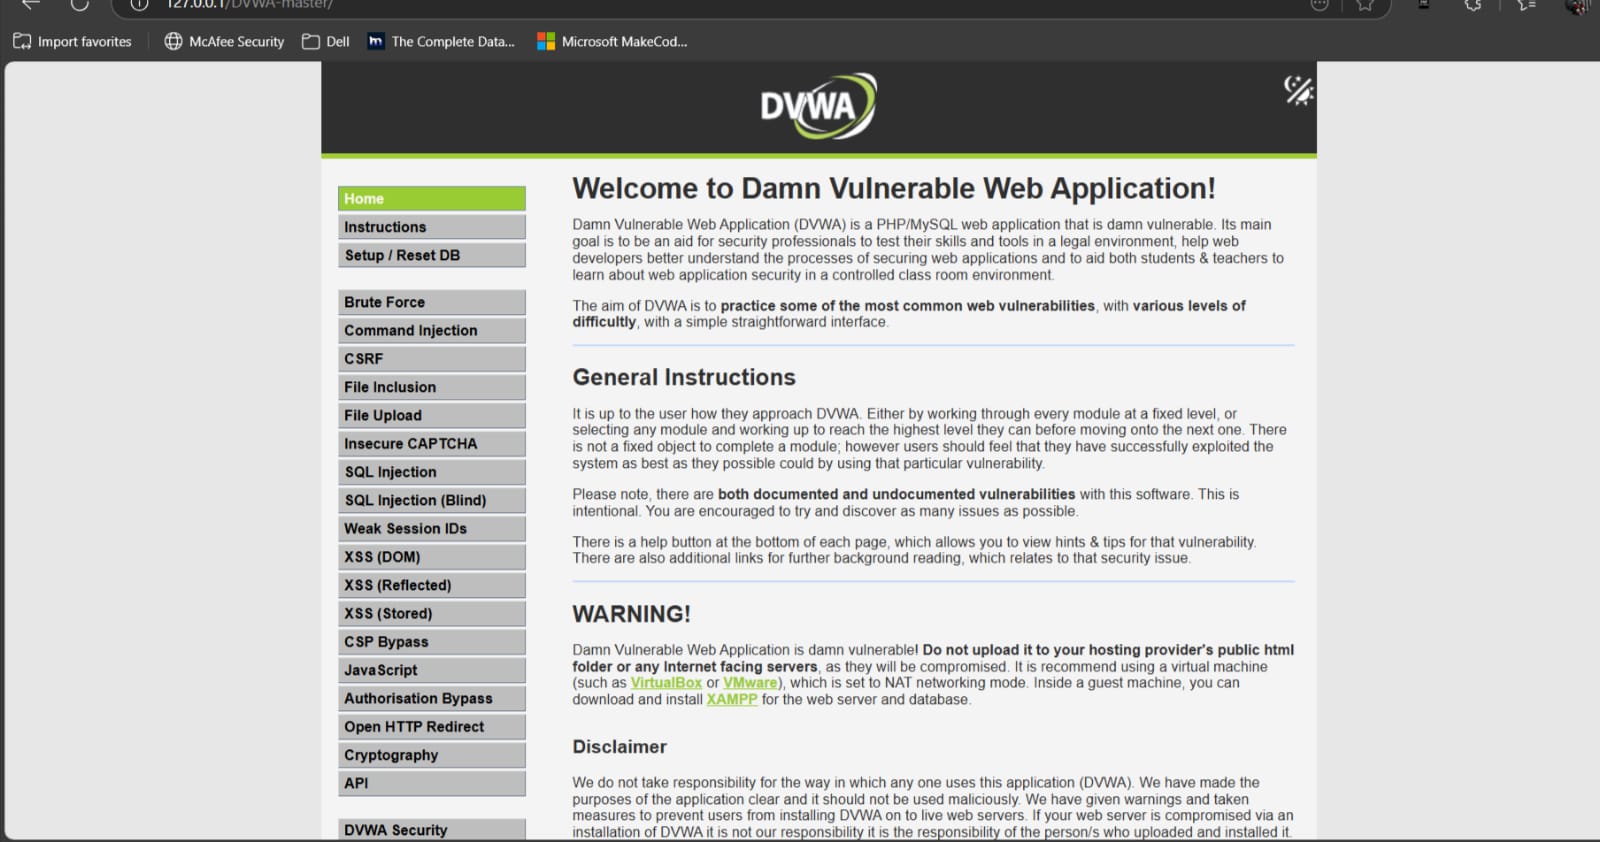 127.0.0.1/DVWA-master/
Import favorites
McAfee Security
Dell
The Complete Data...
Microsoft MakeCod...
DVWA
Home
Instructions
Setup / Reset DB
Brute Force
Command Injection
CSRF
File Inclusion
File Upload
Insecure CAPTCHA
SQL Injection
SQL Injection (Blind)
Weak Session IDs
XSS (DOM)
XSS (Reflected)
XSS (Stored)
CSP Bypass
JavaScript
Authorisation Bypass
Open HTTP Redirect
Cryptography
API
DVWA Security
Welcome to Damn Vulnerable Web Application!
Damn Vulnerable Web Application (DVWA) is a PHP/MySQL web application that is damn vulnerable. Its main
goal is to be an aid for security professionals to test their skills and tools in a legal environment, help web
developers better understand the processes of securing web applications and to aid both students & teachers to
learn about web application security in a controlled class room environment.
The aim of DVWA is to practice some of the most common web vulnerabilities, with various levels of
difficultly, with a simple straightforward interface.
General Instructions
It is up to the user how they approach DVWA. Either by working through every module at a fixed level, or
selecting any module and working up to reach the highest level they can before moving onto the next one. There
is not a fixed object to complete a module; however users should feel that they have successfully exploited the
system as best as they possible could by using that particular vulnerability.
Please note, there are both documented and undocumented vulnerabilities with this software. This is
intentional. You are encouraged to try and discover as many issues as possible.
There is a help button at the bottom of each page, which allows you to view hints & tips for that vulnerability.
There are also additional links for further background reading, which relates to that security issue.
WARNING!
Damn Vulnerable Web Application is damn vulnerable! Do not upload it to your hosting provider's public html
folder or any Internet facing servers, as they will be compromised. It is recommend using a virtual machine
(such as VirtualBox or VMware), which is set to NAT networking mode. Inside a guest machine, you can
download and install XAMPP for the web server and database.
Disclaimer
We do not take responsibility for the way in which any one uses this application (DVWA). We have made the
purposes of the application clear and it should not be used maliciously. We have given warnings and taken
measures to prevent users from installing DVWA on to live web servers. If your web server is compromised via an
installation of DVWA it is not our responsibility it is the responsibility of the person/s who uploaded and installed it.